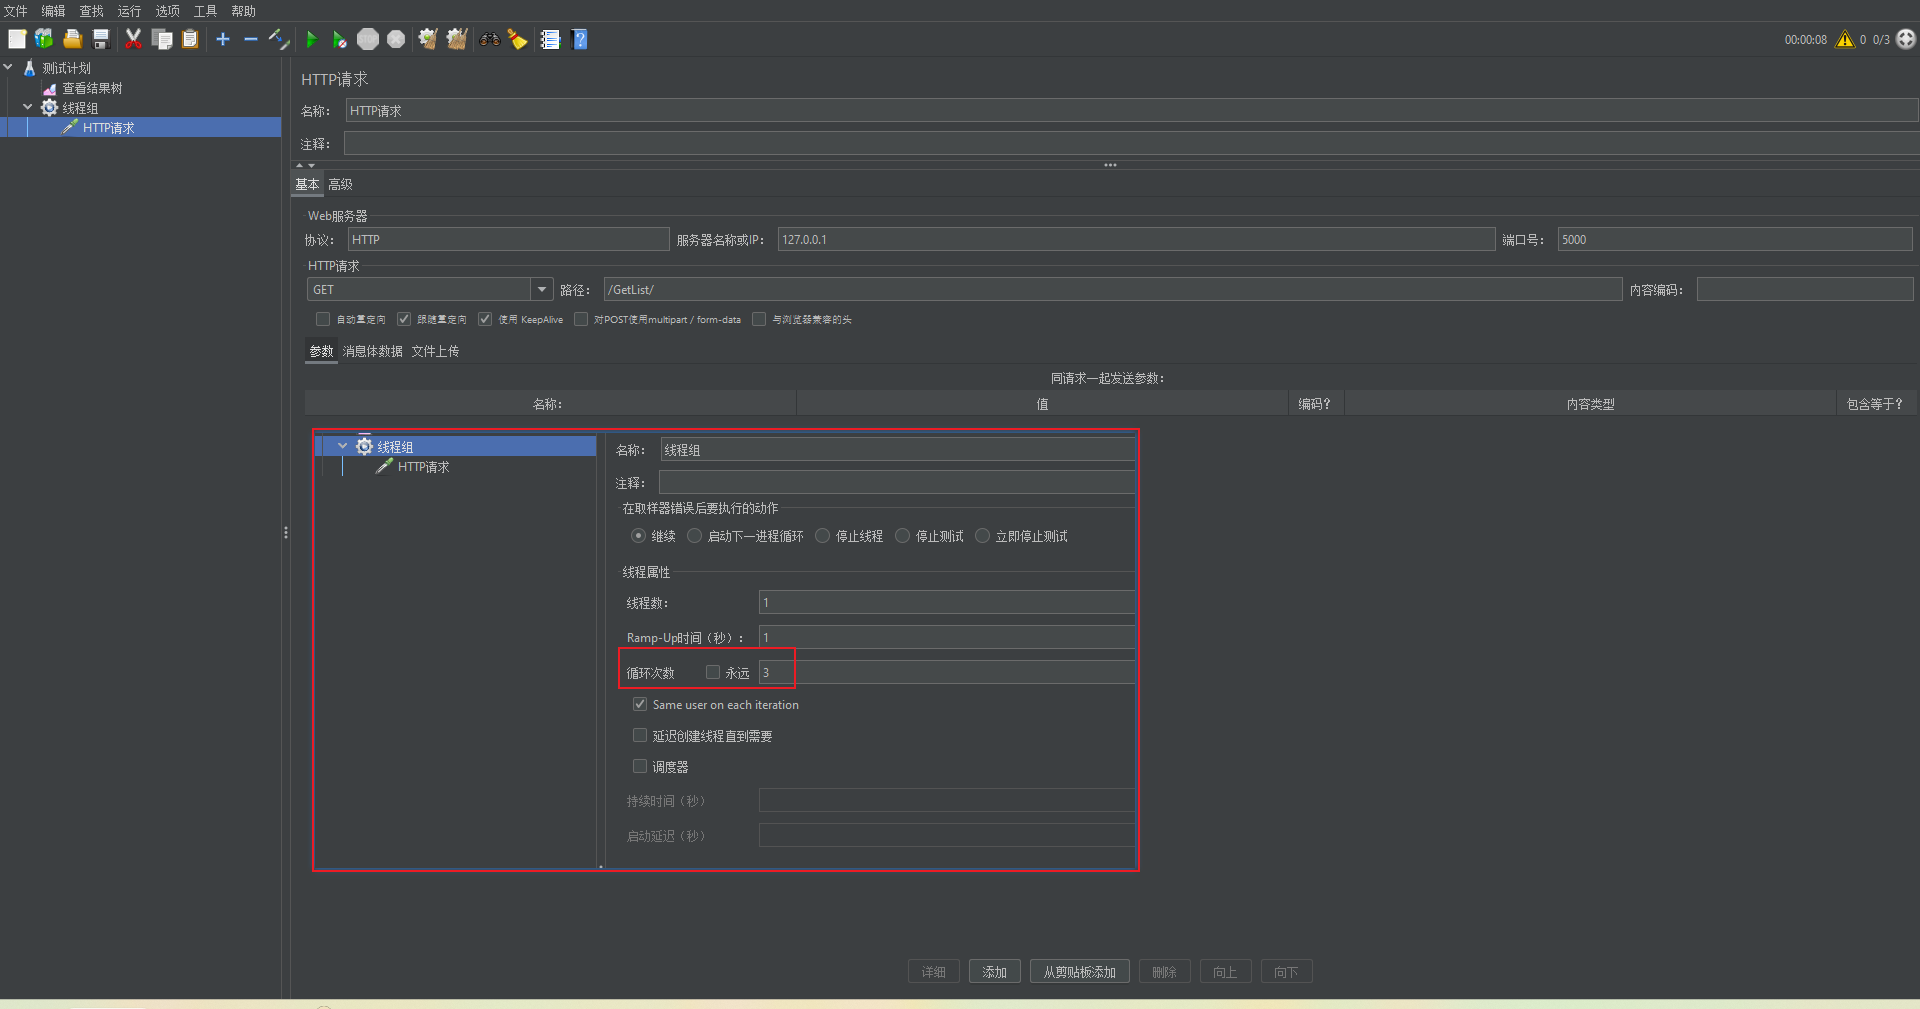 文件 编辑 查找 运行 选项 工具 帮助
00:00:08 0 0/3
测试计划
查看结果树
线程组
HTTP请求
HTTP请求
名称： HTTP请求
注释：
基本 高级
Web服务器
协议： HTTP 服务器名称或IP： 127.0.0.1 端口号： 5000
HTTP请求
GET 路径： /GetList/ 内容编码：
自动重定向 跟随重定向 使用 KeepAlive 对POST使用multipart / form-data 与浏览器兼容的头
参数 消息体数据 文件上传
同请求一起发送参数：
名称： 值 编码？ 内容类型 包含等于？
线程组
HTTP请求
名称： 线程组
注释：
在取样器错误后要执行的动作
继续 启动下一进程循环 停止线程 停止测试 立即停止测试
线程属性
线程数： 1
Ramp-Up时间（秒）： 1
循环次数 永远 3
Same user on each iteration
延迟创建线程直到需要
调度器
持续时间（秒）
启动延迟（秒）
详细 添加 从剪贴板添加 删除 向上 向下